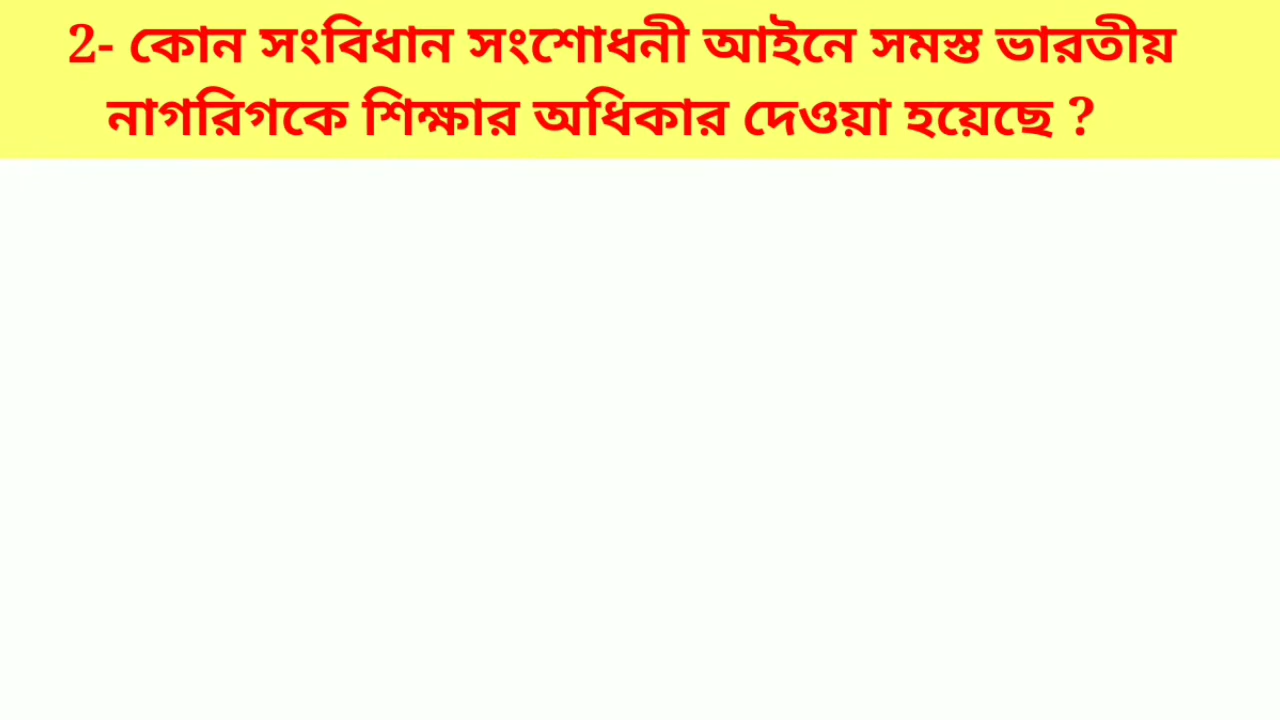 2- কোন সংবিধান সংশোধনী আইনে সমস্ত ভারতীয়
নাগরিগকে শিক্ষার অধিকার দেওয়া হয়েছে ?